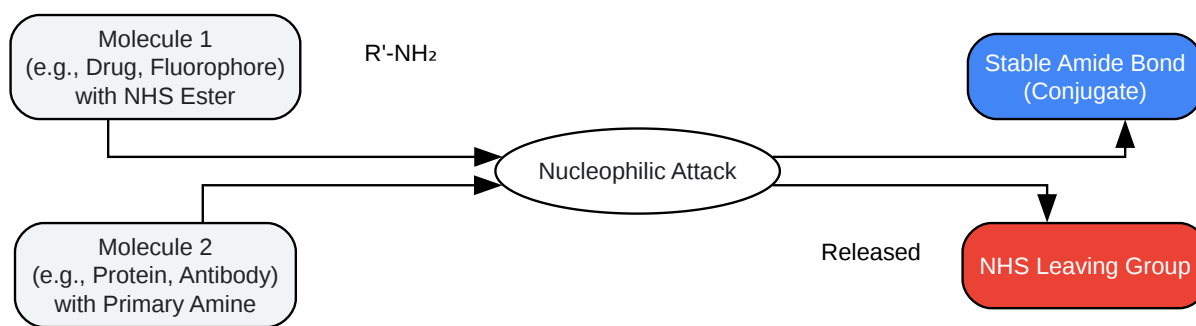 Molecule 1
(e.g., Drug, Fluorophore)
with NHS Ester
R'-NH₂
Stable Amide Bond
(Conjugate)
Nucleophilic Attack
Molecule 2
(e.g., Protein, Antibody)
with Primary Amine
Released
NHS Leaving Group